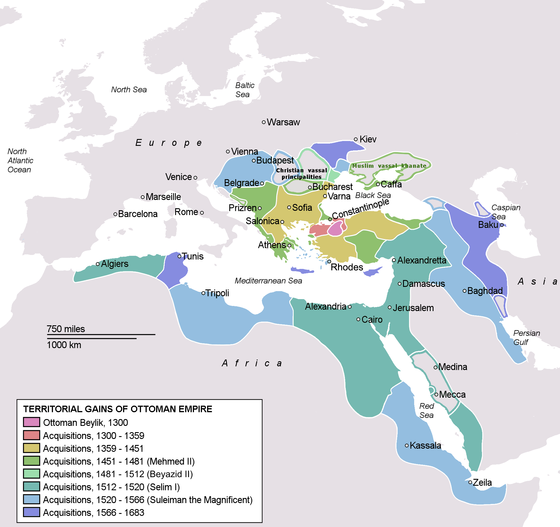 North Sea
Baltic
Sea
Warsaw
North
Atlantic
Ocean
Europe
Kiev
Vienna
Budapest
Christian vassal
principalities
Muslim vassal khanate
Venice
Belgrade
Bucharest
Caffa
Marseille
Varna
Black Sea
Caspian
Sea
Barcelona
Rome
Prizren
Sofia
Constantinople
Salonica
Baku
Athens
Algiers
Tunis
Rhodes
Alexandretta
Asia
Mediterranean Sea
Damascus
Baghdad
Tripoli
Alexandria
Jerusalem
Cairo
750 miles
1000 km
Persian
Gulf
Africa
Medina
Mecca
Red
Sea
Kassala
Zeila
TERRITORIAL GAINS OF OTTOMAN EMPIRE
Ottoman Beylik, 1300
Acquisitions, 1300 - 1359
Acquisitions, 1359 - 1451
Acquisitions, 1451 - 1481 (Mehmed II)
Acquisitions, 1481 - 1512 (Beyazid II)
Acquisitions, 1512 - 1520 (Selim I)
Acquisitions, 1520 - 1566 (Suleiman the Magnificent)
Acquisitions, 1566 - 1683